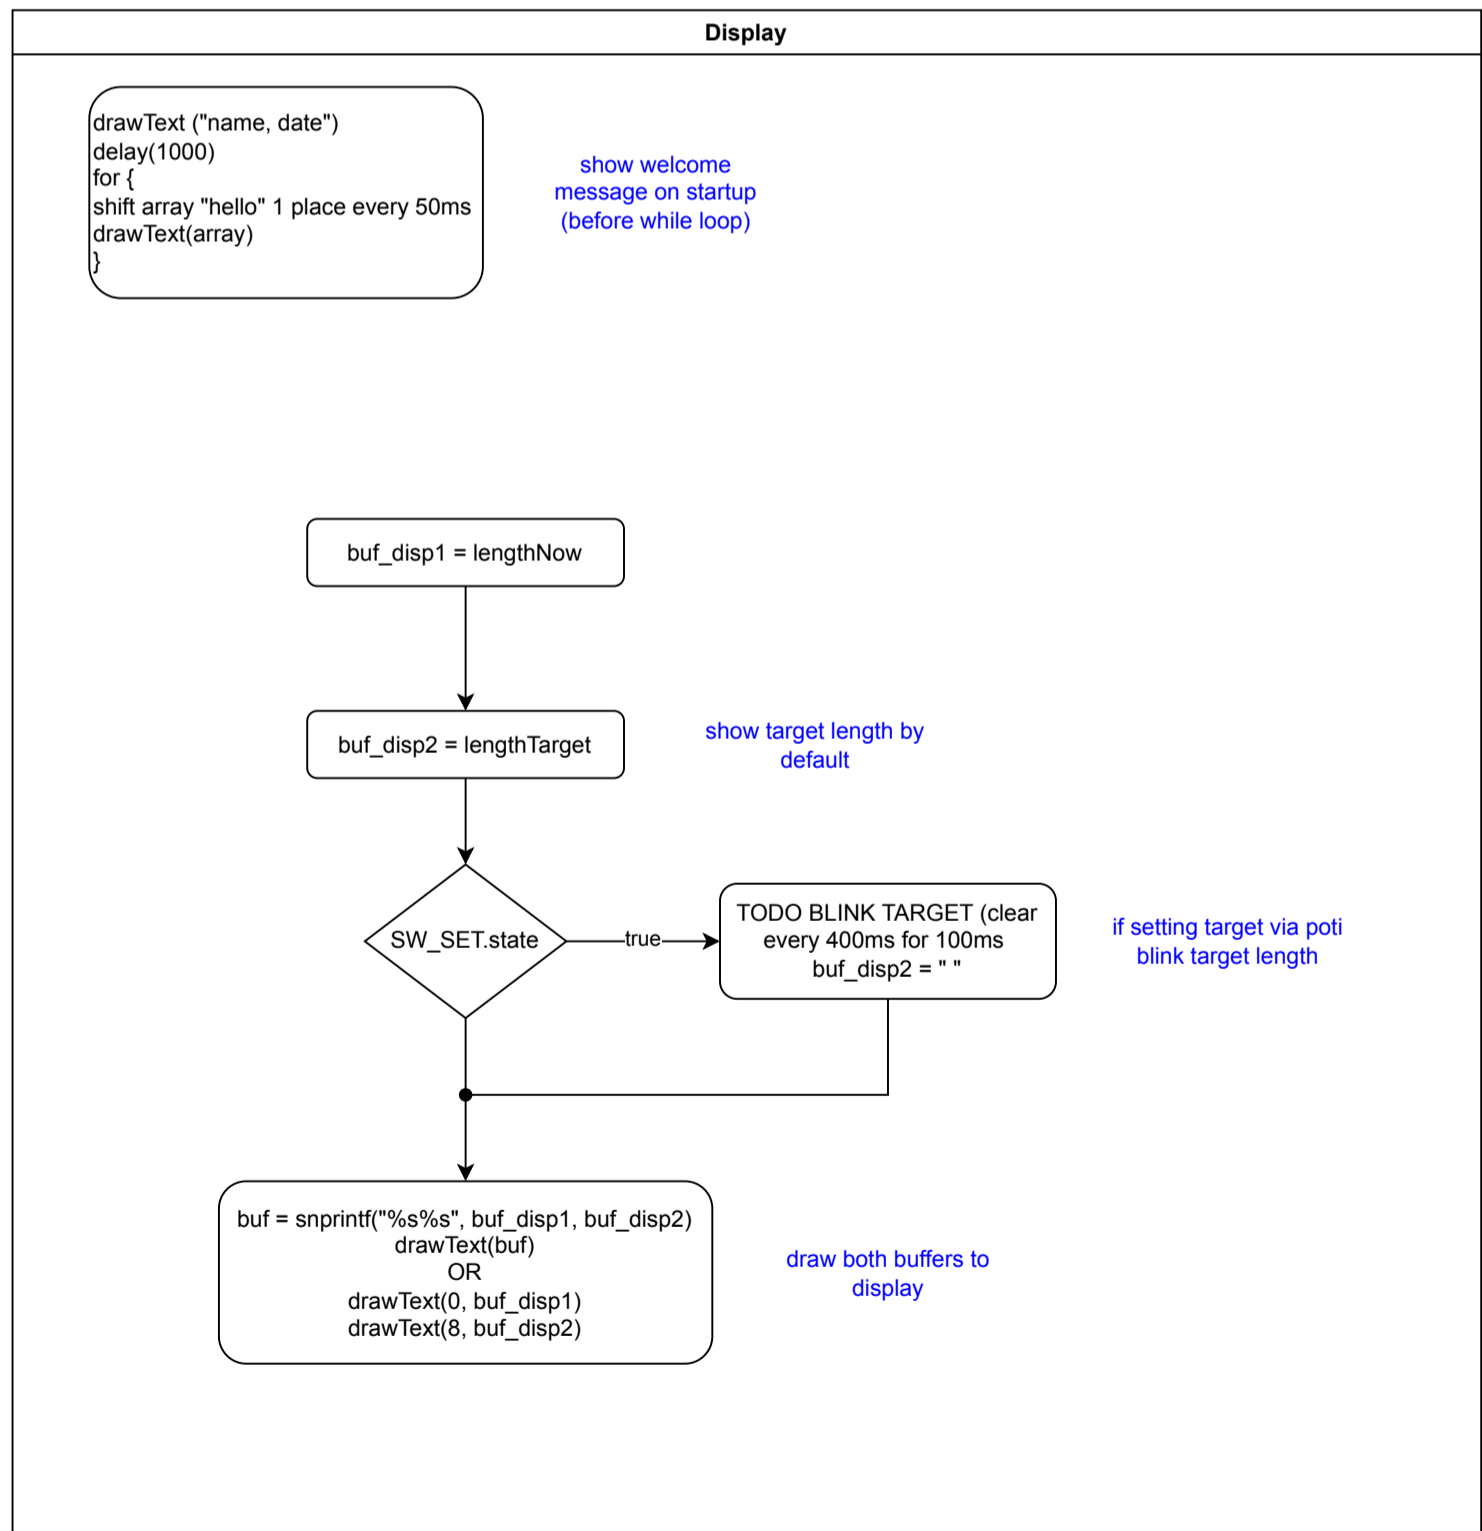 Display
drawText ("name, date")
delay(1000)
for {
shift array "hello" 1 place every 50ms
drawText(array)
}
show welcome
message on startup
(before while loop)
buf_disp1 = lengthNow
buf_disp2 = lengthTarget
show target length by
default
SW_SET.state
true
TODO BLINK TARGET (clear
every 400ms for 100ms
buf_disp2 = " "
if setting target via poti
blink target length
buf = snprintf("%s%s", buf_disp1, buf_disp2)
drawText(buf)
OR
drawText(0, buf_disp1)
drawText(8, buf_disp2)
draw both buffers to
display